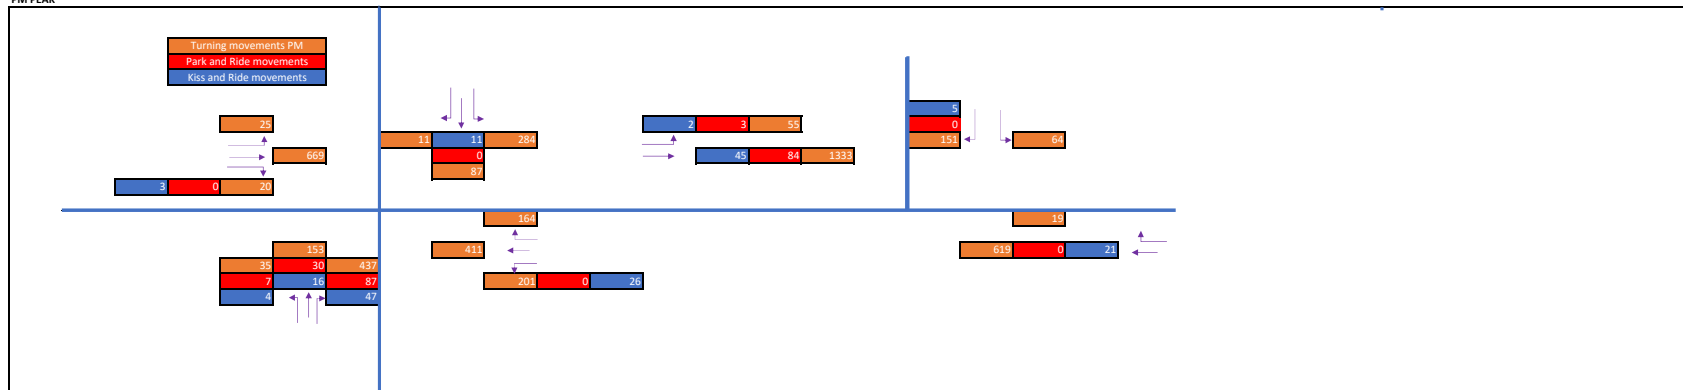 PM PEAK
Turning movements PM
Park and Ride movements
Kiss and Ride movements
5
25 2 3 55 0
11 11 284 151 64
669 0 45 84 1333
87
3 0 20
164 19
153 411 619 0 21
35 30 437
7 16 87 201 0 26
4 47